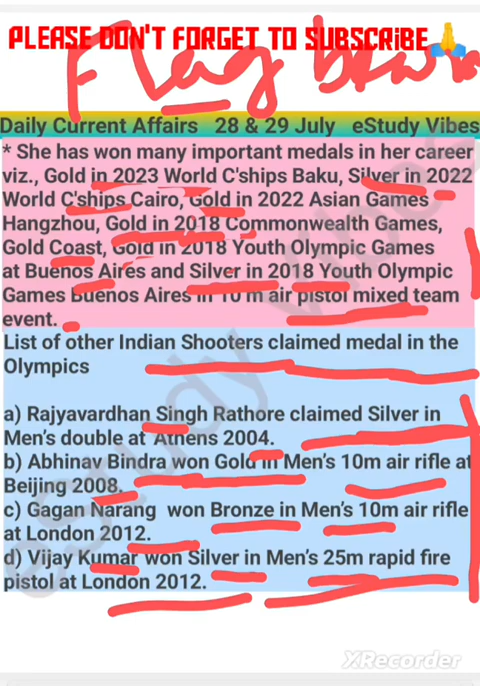 PLEASE DON'T FORGET TO SUBSCRIBE 🙏
Flag
Daily Current Affairs 28 & 29 July eStudy Vibes
* She has won many important medals in her career
viz., Gold in 2023 World C'ships Baku, Silver in 2022
World C'ships Cairo, Gold in 2022 Asian Games
Hangzhou, Gold in 2018 Commonwealth Games,
Gold Coast, Gold in 2018 Youth Olympic Games
at Buenos Aires and Silver in 2018 Youth Olympic
Games Buenos Aires in 10 m air pistol mixed team
event.
List of other Indian Shooters claimed medal in the
Olympics
a) Rajyavardhan Singh Rathore claimed Silver in
Men's double at Athens 2004.
b) Abhinav Bindra won Gold in Men's 10m air rifle at
Beijing 2008.
c) Gagan Narang won Bronze in Men's 10m air rifle
at London 2012.
d) Vijay Kumar won Silver in Men's 25m rapid fire
pistol at London 2012.
eStudy Vibes
XRecorder